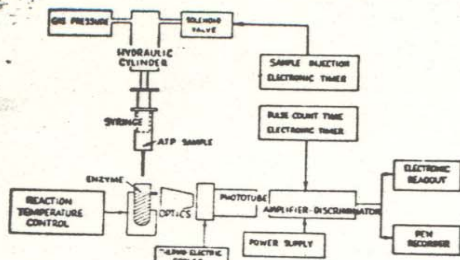 GAS PRESSURE
SOLENOID
VALVE
HYDRAULIC
CYLINDER
SAMPLE INJECTION
ELECTRONIC TIMER
SYRINGE
PULSE COUNT TIME
ELECTRONIC TIMER
ATP SAMPLE
ENZYME
REACTION
TEMPERATURE
CONTROL
OPTICS
PHOTOTUBE
AMPLIFIER-DISCRIMINATOR
ELECTRONIC
READOUT
POWER SUPPLY
PEN
RECORDER
ELECTRIC